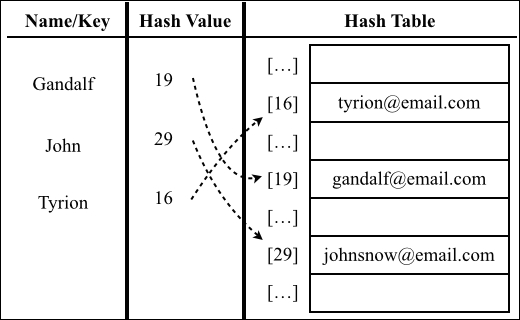 Name/Key Hash Value Hash Table
[…]
Gandalf 19
[16] tyrion@email.com
John 29 […]
[19] gandalf@email.com
Tyrion 16
[…]
[29] johnsnow@email.com
[…]